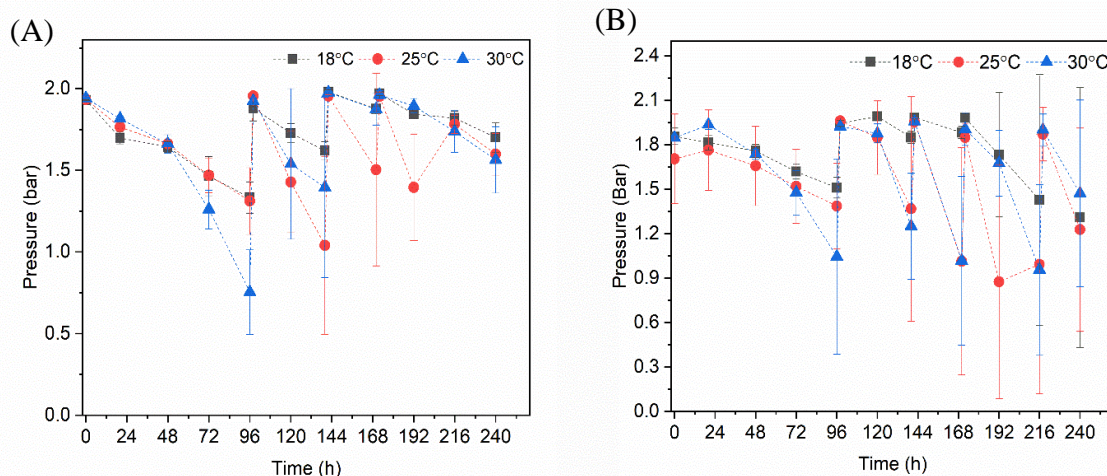 (A)
18°C 25°C 30°C
2.0
1.5
1.0
0.5
0.0
Pressure (bar)
0 24 48 72 96 120 144 168 192 216 240
Time (h)
(B)
18°C 25°C 30°C
2.4
2.1
1.8
1.5
1.2
0.9
0.6
0.3
0.0
Pressure (Bar)
0 24 48 72 96 120 144 168 192 216 240
Time (h)